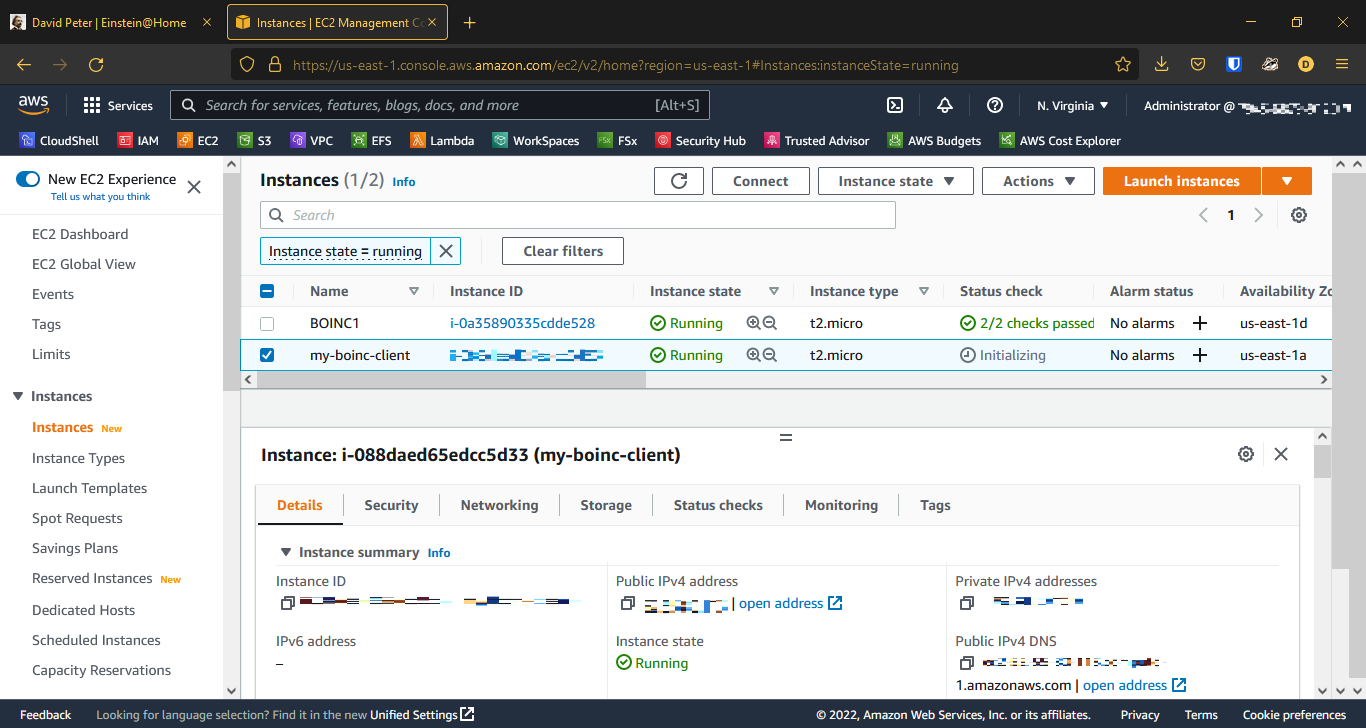 David Peter | Einstein@Home
Instances | EC2 Management Co
https://us-east-1.console.aws.amazon.com/ec2/v2/home?region=us-east-1#Instances:instanceState=running
D
aws Services Search for services, features, blogs, docs, and more [Alt+S] N. Virginia Administrator @
CloudShell IAM EC2 S3 VPC EFS Lambda WorkSpaces FSx Security Hub Trusted Advisor AWS Budgets AWS Cost Explorer
New EC2 Experience
Tell us what you think
EC2 Dashboard
EC2 Global View
Events
Tags
Limits
Instances
Instances New
Instance Types
Launch Templates
Spot Requests
Savings Plans
Reserved Instances New
Dedicated Hosts
Scheduled Instances
Capacity Reservations
Instances (1/2) Info
Connect Instance state Actions Launch instances
Search
1
Instance state = running Clear filters
Name Instance ID Instance state Instance type Status check Alarm status Availability Zo
BOINC1 i-0a35890335cdde528 Running t2.micro 2/2 checks passed No alarms us-east-1d
my-boinc-client Running t2.micro Initializing No alarms us-east-1a
Instance: i-088daed65edcc5d33 (my-boinc-client)
Details Security Networking Storage Status checks Monitoring Tags
Instance summary Info
Instance ID
Public IPv4 address
| open address
Private IPv4 addresses
IPv6 address
–
Instance state
Running
Public IPv4 DNS
1.amazonaws.com | open address
Feedback Looking for language selection? Find it in the new Unified Settings © 2022, Amazon Web Services, Inc. or its affiliates. Privacy Terms Cookie preferences